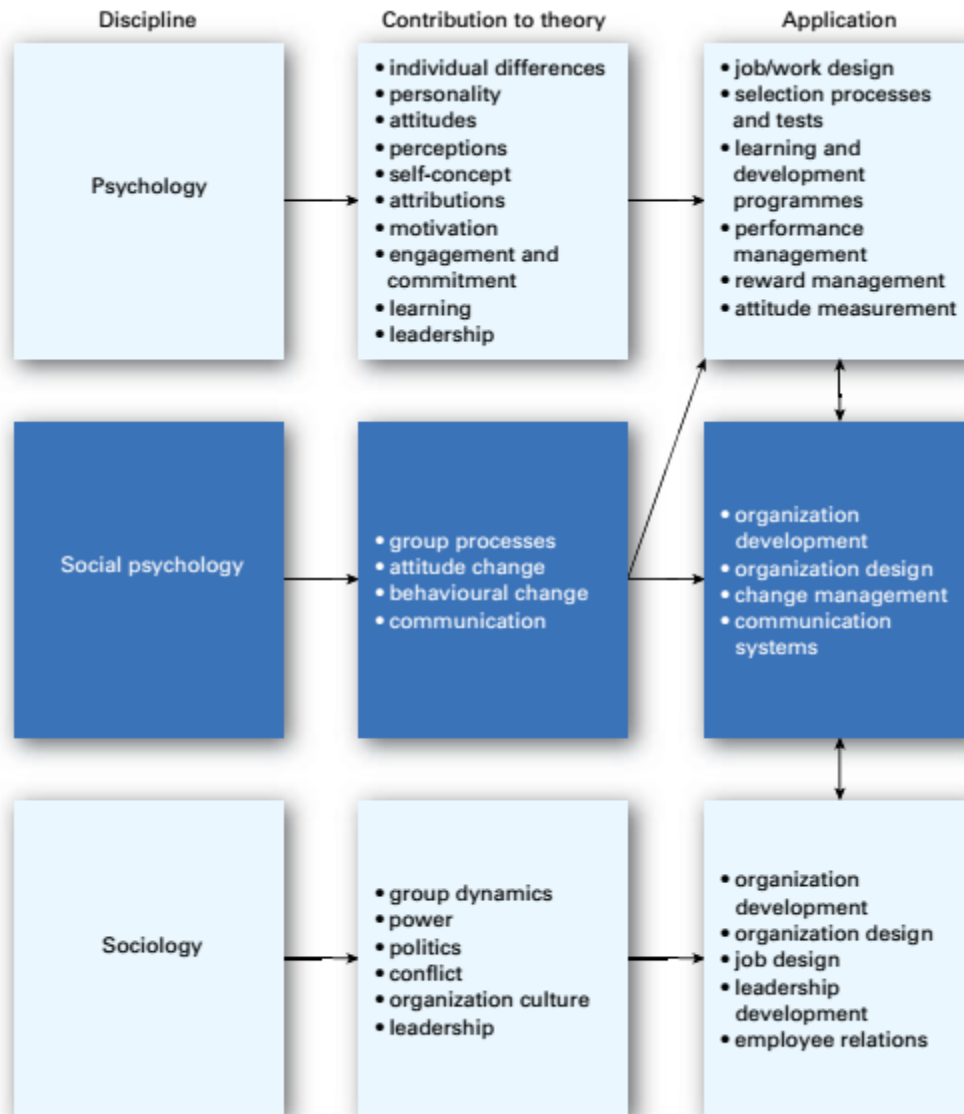 Discipline
Contribution to theory
Application
Psychology
• individual differences
• personality
• attitudes
• perceptions
• self-concept
• attributions
• motivation
• engagement and
commitment
• learning
• leadership
• job/work design
• selection processes
and tests
• learning and
development
programmes
• performance
management
• reward management
• attitude measurement
Social psychology
• group processes
• attitude change
• behavioural change
• communication
• organization
development
• organization design
• change management
• communication
systems
Sociology
• group dynamics
• power
• politics
• conflict
• organization culture
• leadership
• organization
development
• organization design
• job design
• leadership
development
• employee relations